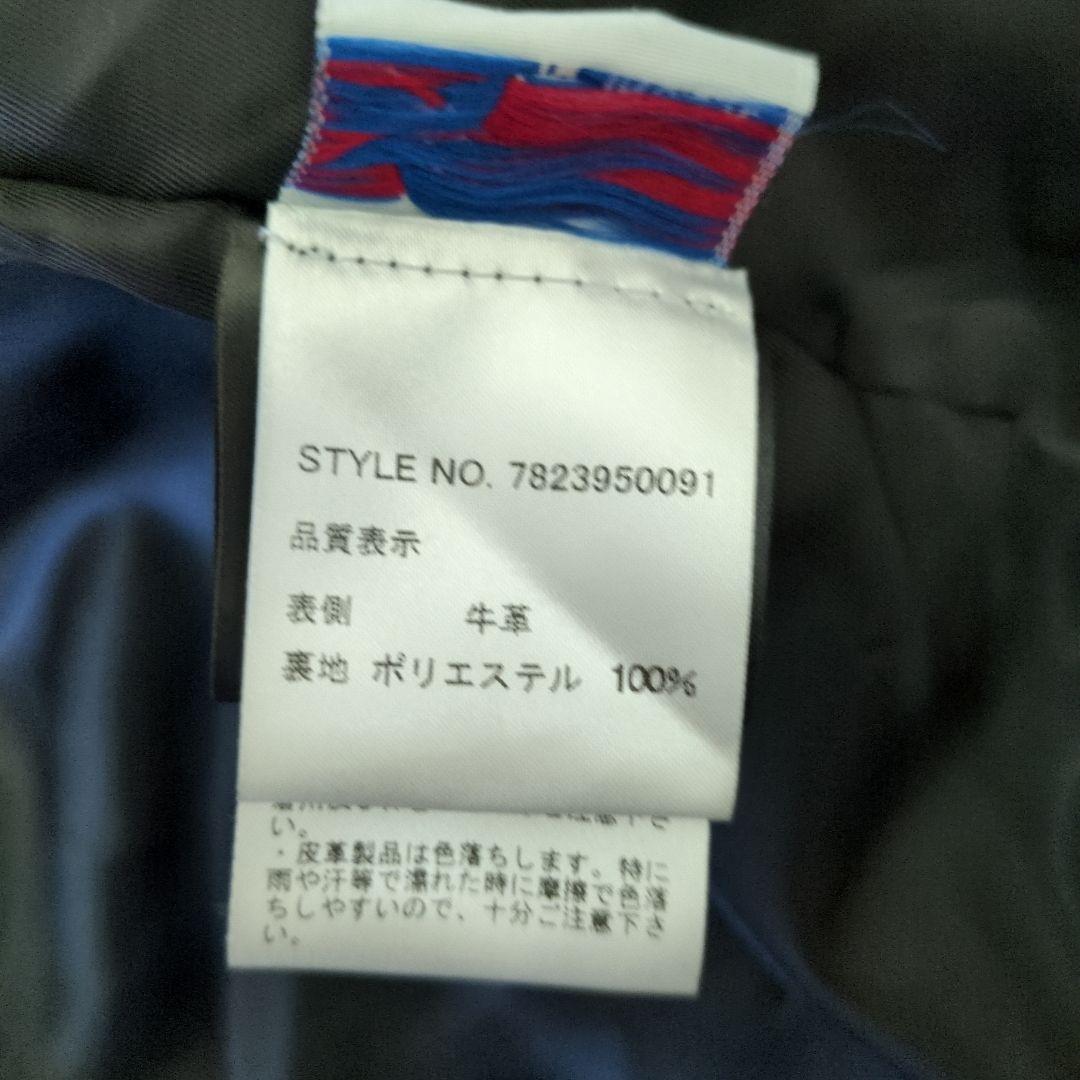 STYLE NO. 7823950091
品質表示
表側 牛革
裏地 ポリエステル 100%
い。
・皮革製品は色落ちします。特に
雨や汗等で濡れた時に摩擦で色落
ちしやすいので、十分ご注意下さ
い。